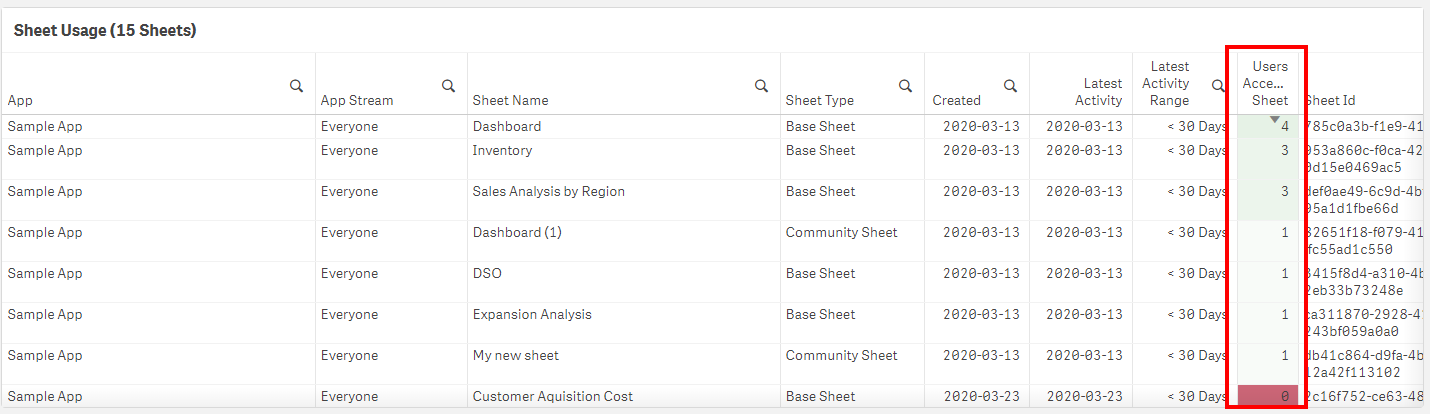 Sheet Usage (15 Sheets)
App App Stream Sheet Name Sheet Type Created Latest Activity Latest Activity Range Users Acce... Sheet Sheet Id
Sample App Everyone Dashboard Base Sheet 2020-03-13 2020-03-13 < 30 Days 4 785c0a3b-f1e9-41
Sample App Everyone Inventory Base Sheet 2020-03-13 2020-03-13 < 30 Days 3 953a860c-f0ca-42
0d15e0469ac5
Sample App Everyone Sales Analysis by Region Base Sheet 2020-03-13 2020-03-13 < 30 Days 3 def0ae49-6c9d-4b
95a1d1fbe66d
Sample App Everyone Dashboard (1) Community Sheet 2020-03-13 2020-03-13 < 30 Days 1 32651f18-f079-41
fc55ad1c550
Sample App Everyone DSO Base Sheet 2020-03-13 2020-03-13 < 30 Days 1 3415f8d4-a310-4b
2eb33b73248e
Sample App Everyone Expansion Analysis Base Sheet 2020-03-13 2020-03-13 < 30 Days 1 ca311870-2928-4
243bf059a0a0
Sample App Everyone My new sheet Community Sheet 2020-03-13 2020-03-13 < 30 Days 1 db41c864-d9fa-4b
12a42f113102
Sample App Everyone Customer Aquisition Cost Base Sheet 2020-03-23 2020-03-23 < 30 Days 0 2c16f752-ce63-48